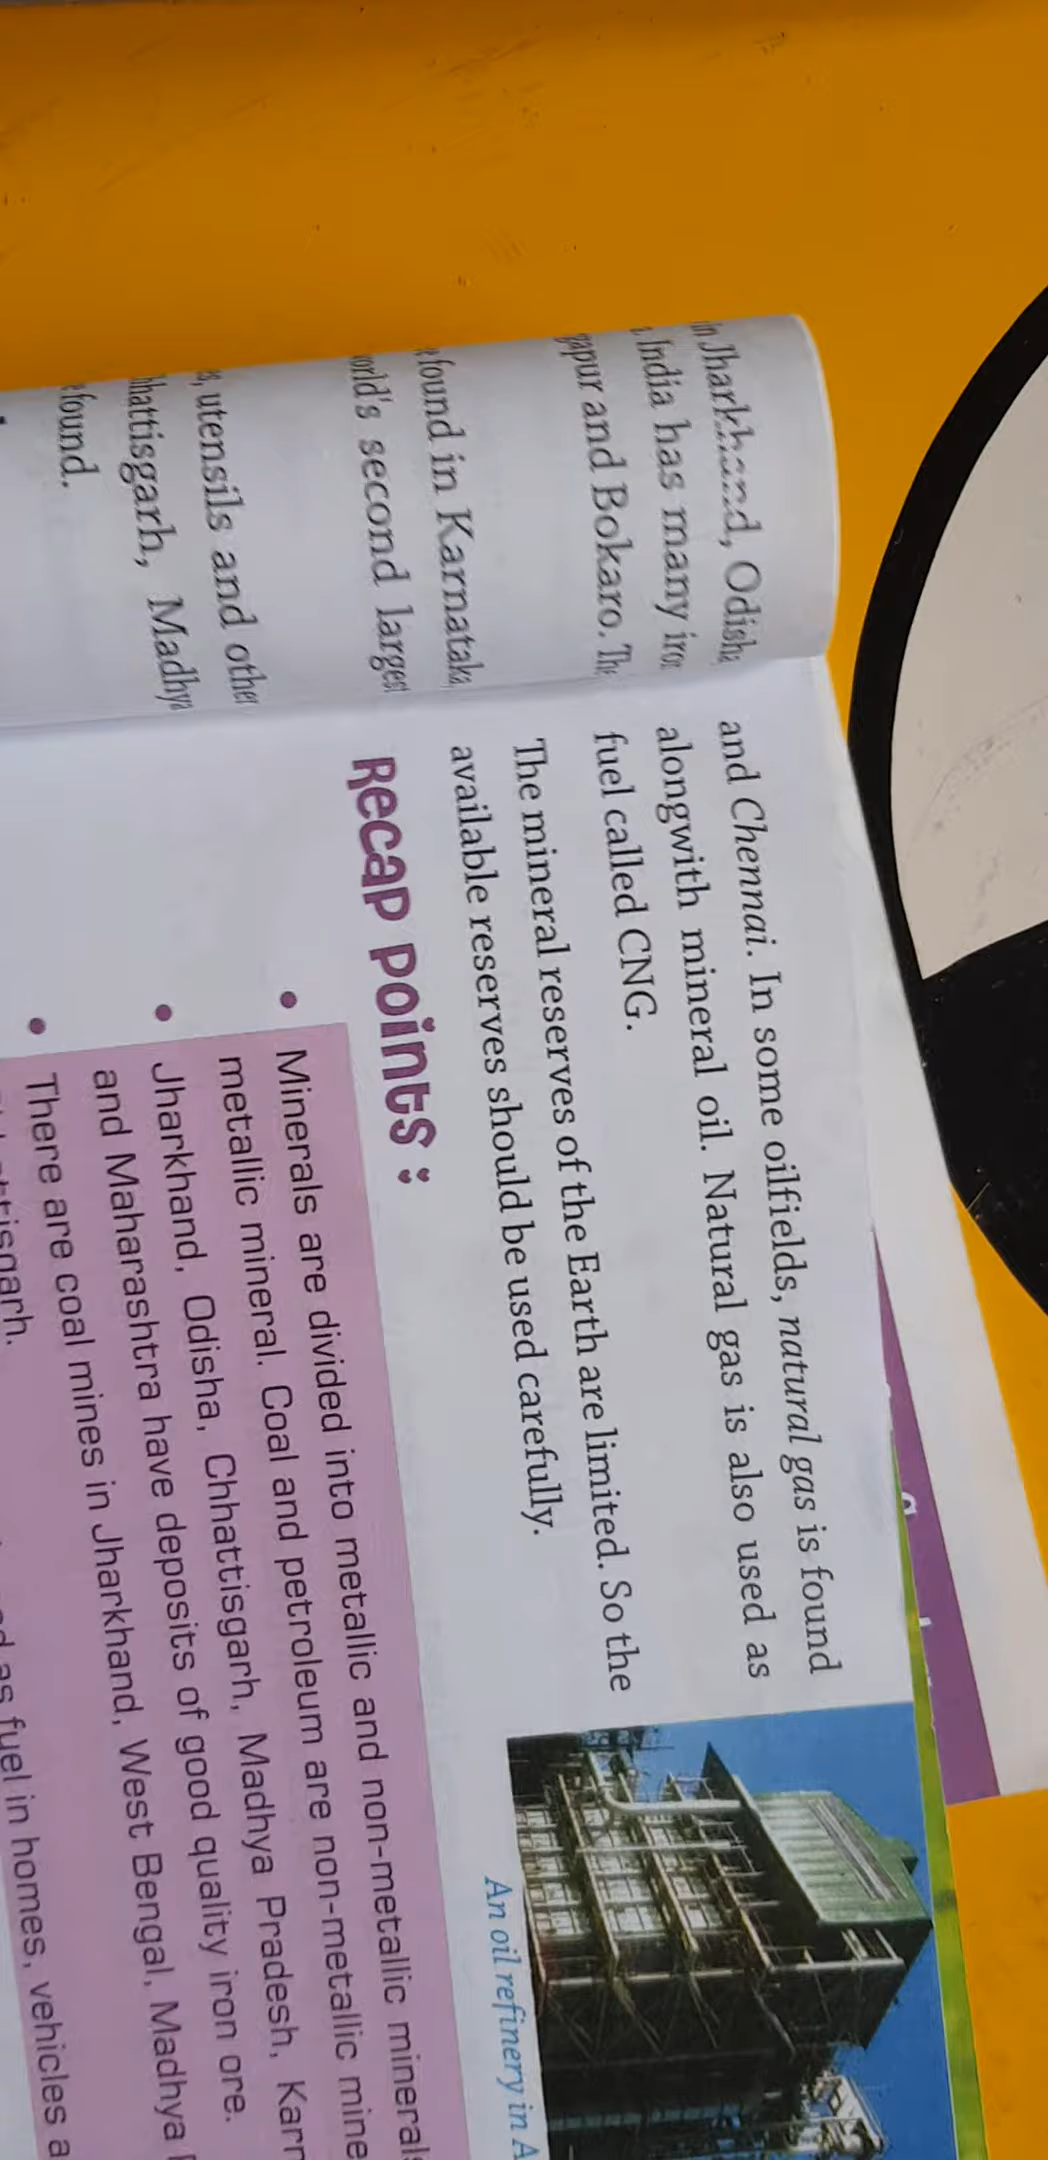 in Jharkhand, Odisha
India has many iron
and Bokaro. The
found in Karnataka,
second largest
utensils and other
Madhya
found.
and Chennai. In some oilfields, natural gas is found
alongwith mineral oil. Natural gas is also used as
fuel called CNG.
The mineral reserves of the Earth are limited. So the
available reserves should be used carefully.
An oil refinery in A
Recap points :
• Minerals are divided into metallic and non-metallic minerals
metallic mineral. Coal and petroleum are non-metallic mine
• Jharkhand, Odisha, Chhattisgarh, Madhya Pradesh, Karn
and Maharashtra have deposits of good quality iron ore.
• There are coal mines in Jharkhand, West Bengal, Madhya
as fuel in homes, vehicles a